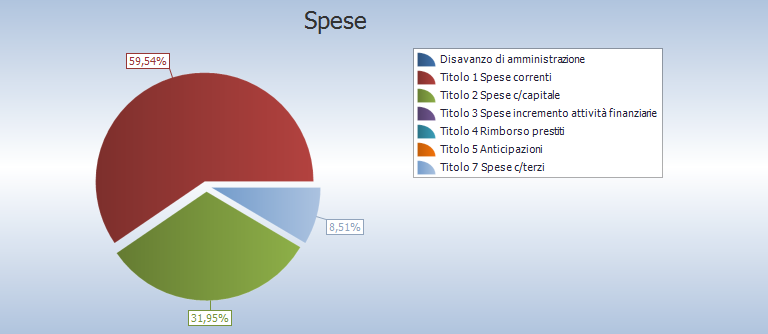 Spese
59,54%
8,51%
31,95%
Disavanzo di amministrazione
Titolo 1 Spese correnti
Titolo 2 Spese c/capitale
Titolo 3 Spese incremento attività finanziarie
Titolo 4 Rimborso prestiti
Titolo 5 Anticipazioni
Titolo 7 Spese c/terzi